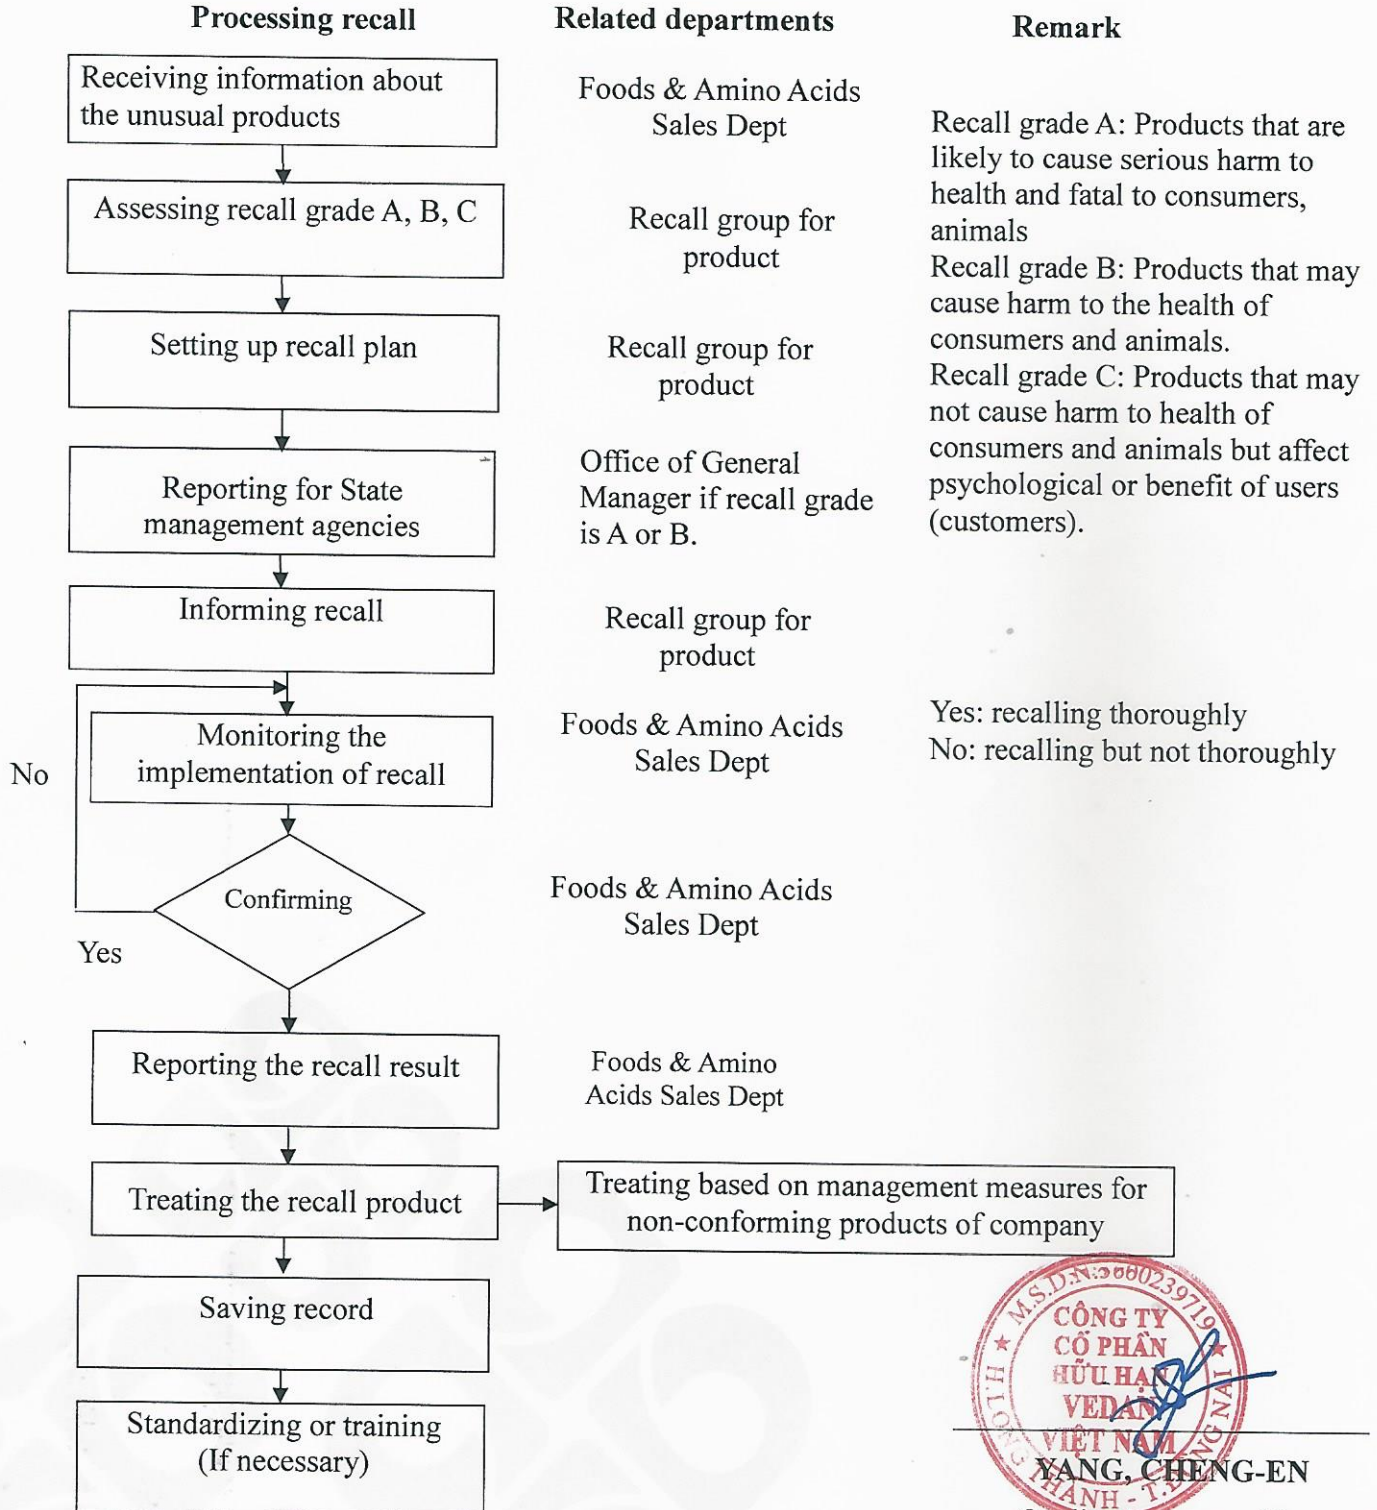 Processing recall
Related departments
Remark
Receiving information about
the unusual products
Foods & Amino Acids
Sales Dept
Assessing recall grade A, B, C
Recall group for
product
Setting up recall plan
Recall group for
product
Reporting for State
management agencies
Office of General
Manager if recall grade
is A or B.
Informing recall
Recall group for
product
Monitoring the
implementation of recall
Foods & Amino Acids
Sales Dept
No
Confirming
Foods & Amino Acids
Sales Dept
Yes
Reporting the recall result
Foods & Amino
Acids Sales Dept
Treating the recall product
Treating based on management measures for
non-conforming products of company
Saving record
Standardizing or training
(If necessary)
Recall grade A: Products that are
likely to cause serious harm to
health and fatal to consumers,
animals
Recall grade B: Products that may
cause harm to the health of
consumers and animals.
Recall grade C: Products that may
not cause harm to health of
consumers and animals but affect
psychological or benefit of users
(customers).
Yes: recalling thoroughly
No: recalling but not thoroughly
M.S.D.N:3600239719
CÔNG TY
CỔ PHẦN
HỮU HẠN
VEDAN
VIỆT NAM
THÀNH - T.ĐỒNG NAI
YANG, CHENG-EN